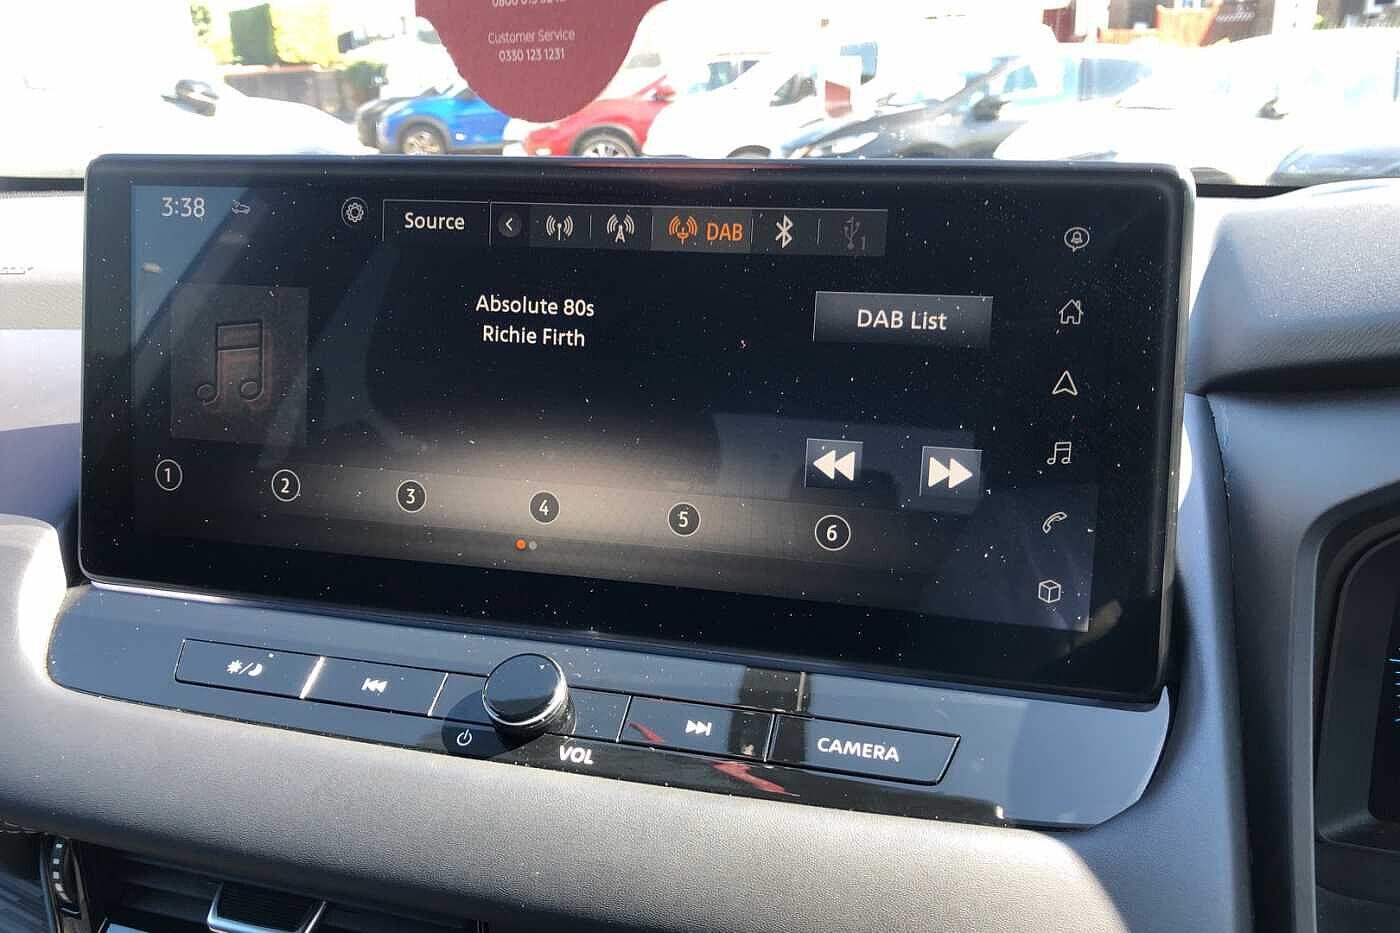 Customer Service
0330 123 1231
3:38
Source
DAB
1
Absolute 80s
Richie Firth
DAB List
1
2
3
4
5
6
VOL
CAMERA